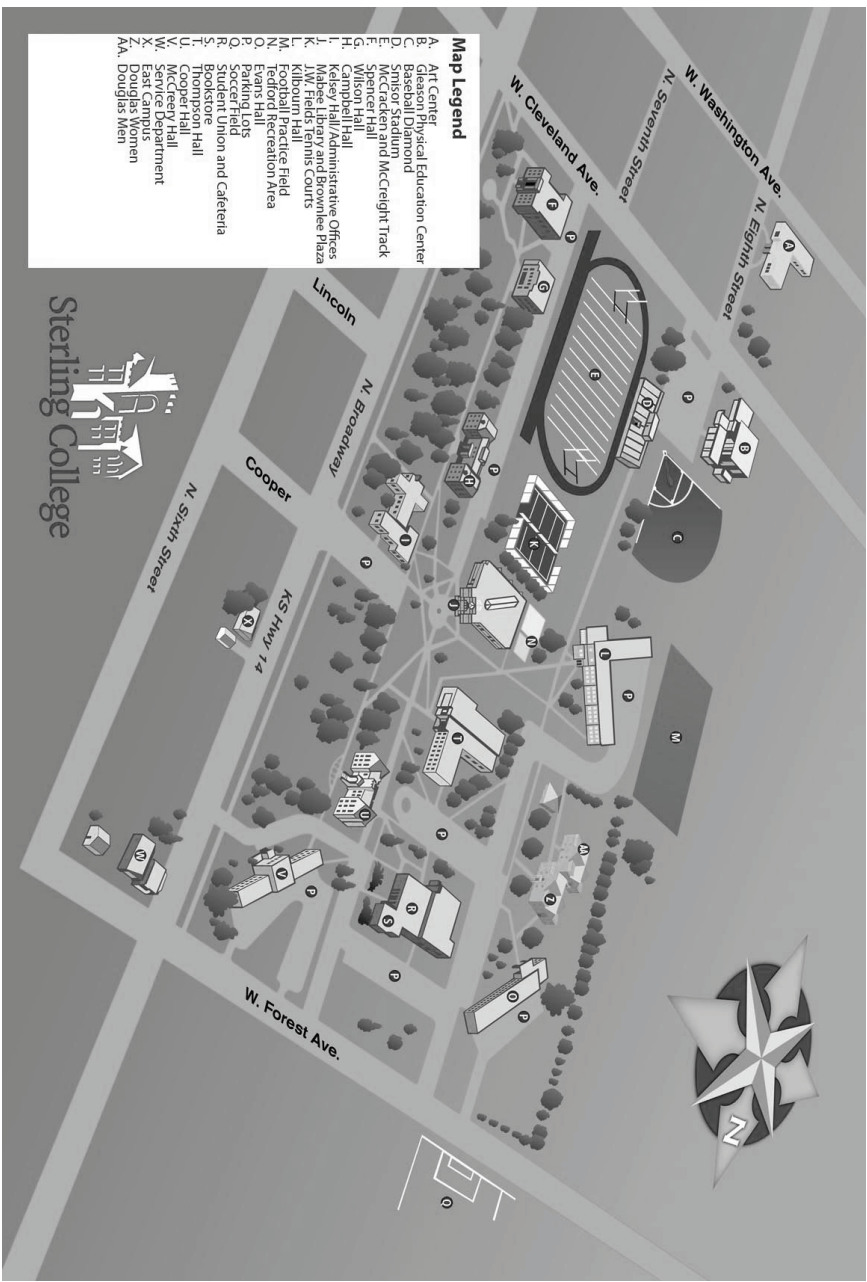 Map Legend
A. Art Center
B. Gleason Physical Education Center
C. Baseball Diamond
D. Smisor Stadium
E. McCracken and McCreight Track
F. Spencer Hall
G. Wilson Hall
H. Campbell Hall
I. Kelsey Hall/Administrative Offices
J. Mabee Library and Brownlee Plaza
K. J.W. Fields Tennis Courts
L. Kilbourn Hall
M. Football Practice Field
N. Tedford Recreation Area
O. Evans Hall
P. Parking Lots
Q. Soccer Field
R. Student Union and Cafeteria
S. Bookstore
T. Thompson Hall
U. Cooper Hall
V. McCreery Hall
W. Service Department
X. East Campus
Z. Douglas Women
AA. Douglas Men
W. Washington Ave.
N. Seventh Street
W. Cleveland Ave.
N. Eighth Street
A
F
P
G
E
D
P
B
C
H
P
K
I
P
J
N
L
P
M
T
U
P
AA
Z
V
P
R
S
P
O
P
X
W
Q
Lincoln
N. Broadway
Cooper
KS Hwy 14
N. Sixth Street
W. Forest Ave.
N
Sterling College